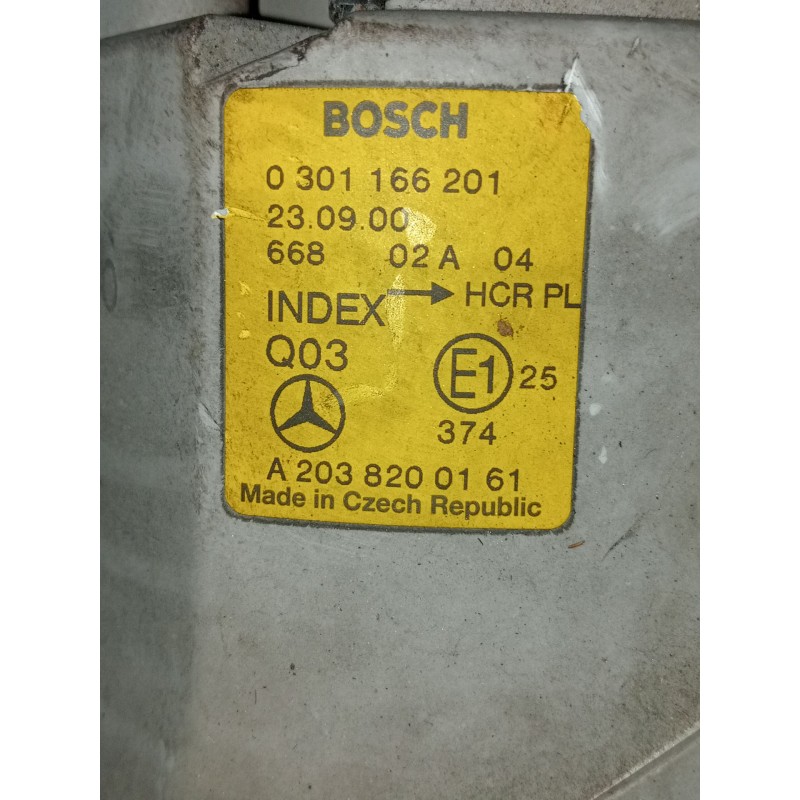 BOSCH
0 301 166 201
23.09.00
668 02 A 04
INDEX → HCR PL
Q03
E1 25
374
A 203 820 01 61
Made in Czech Republic